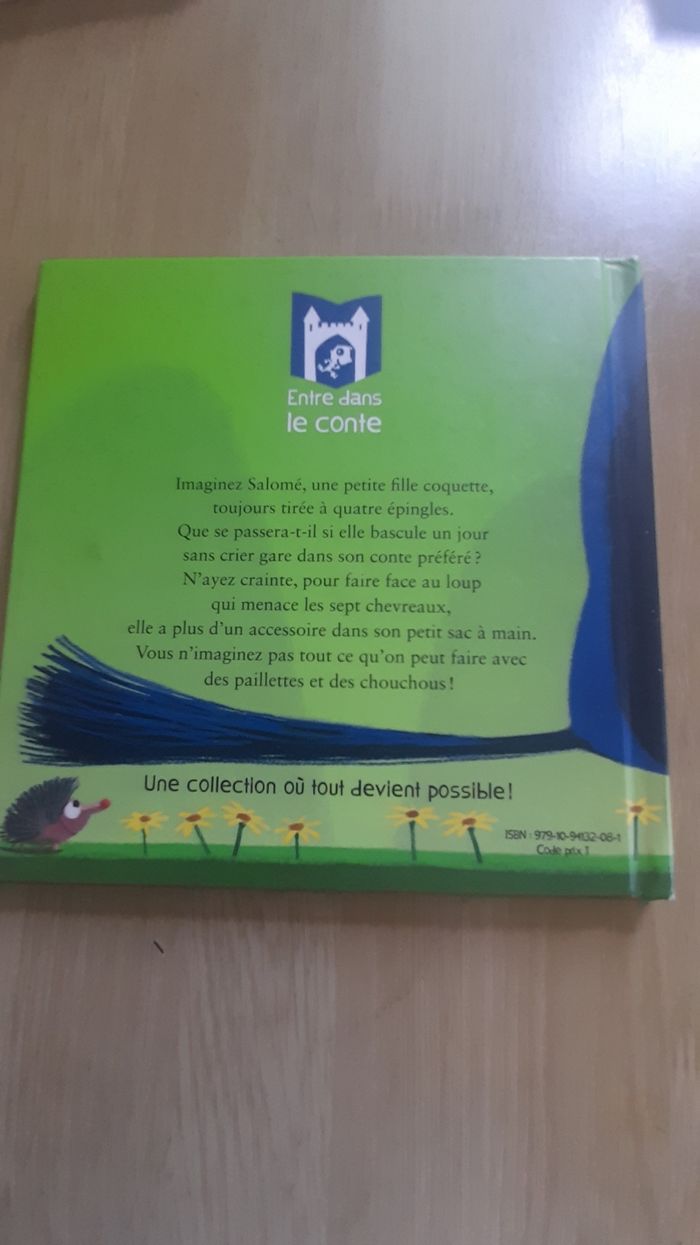 Entre dans
le conte
Imaginez Salomé, une petite fille coquette,
toujours tirée à quatre épingles.
Que se passera-t-il si elle bascule un jour
sans crier gare dans son conte préféré ?
N'ayez crainte, pour faire face au loup
qui menace les sept chevreaux,
elle a plus d'un accessoire dans son petit sac à main.
Vous n'imaginez pas tout ce qu'on peut faire avec
des paillettes et des chouchous !
Une collection où tout devient possible !
ISBN : 979-10-94132-08-1
Code prix 1